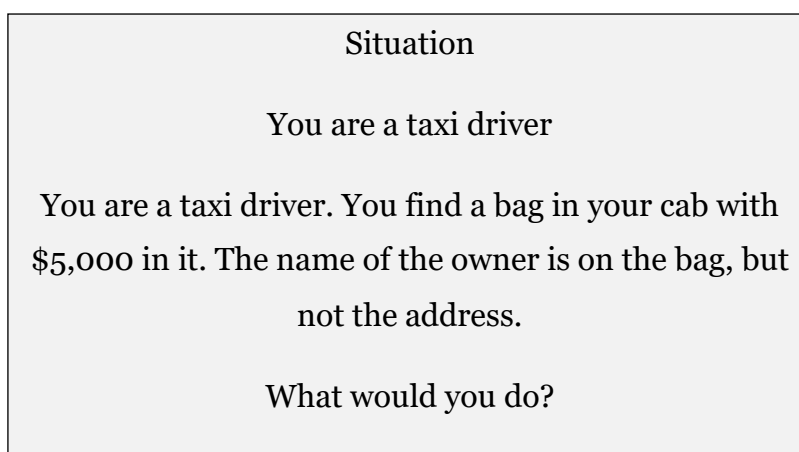 Situation
You are a taxi driver
You are a taxi driver. You find a bag in your cab with
$5,000 in it. The name of the owner is on the bag, but
not the address.
What would you do?